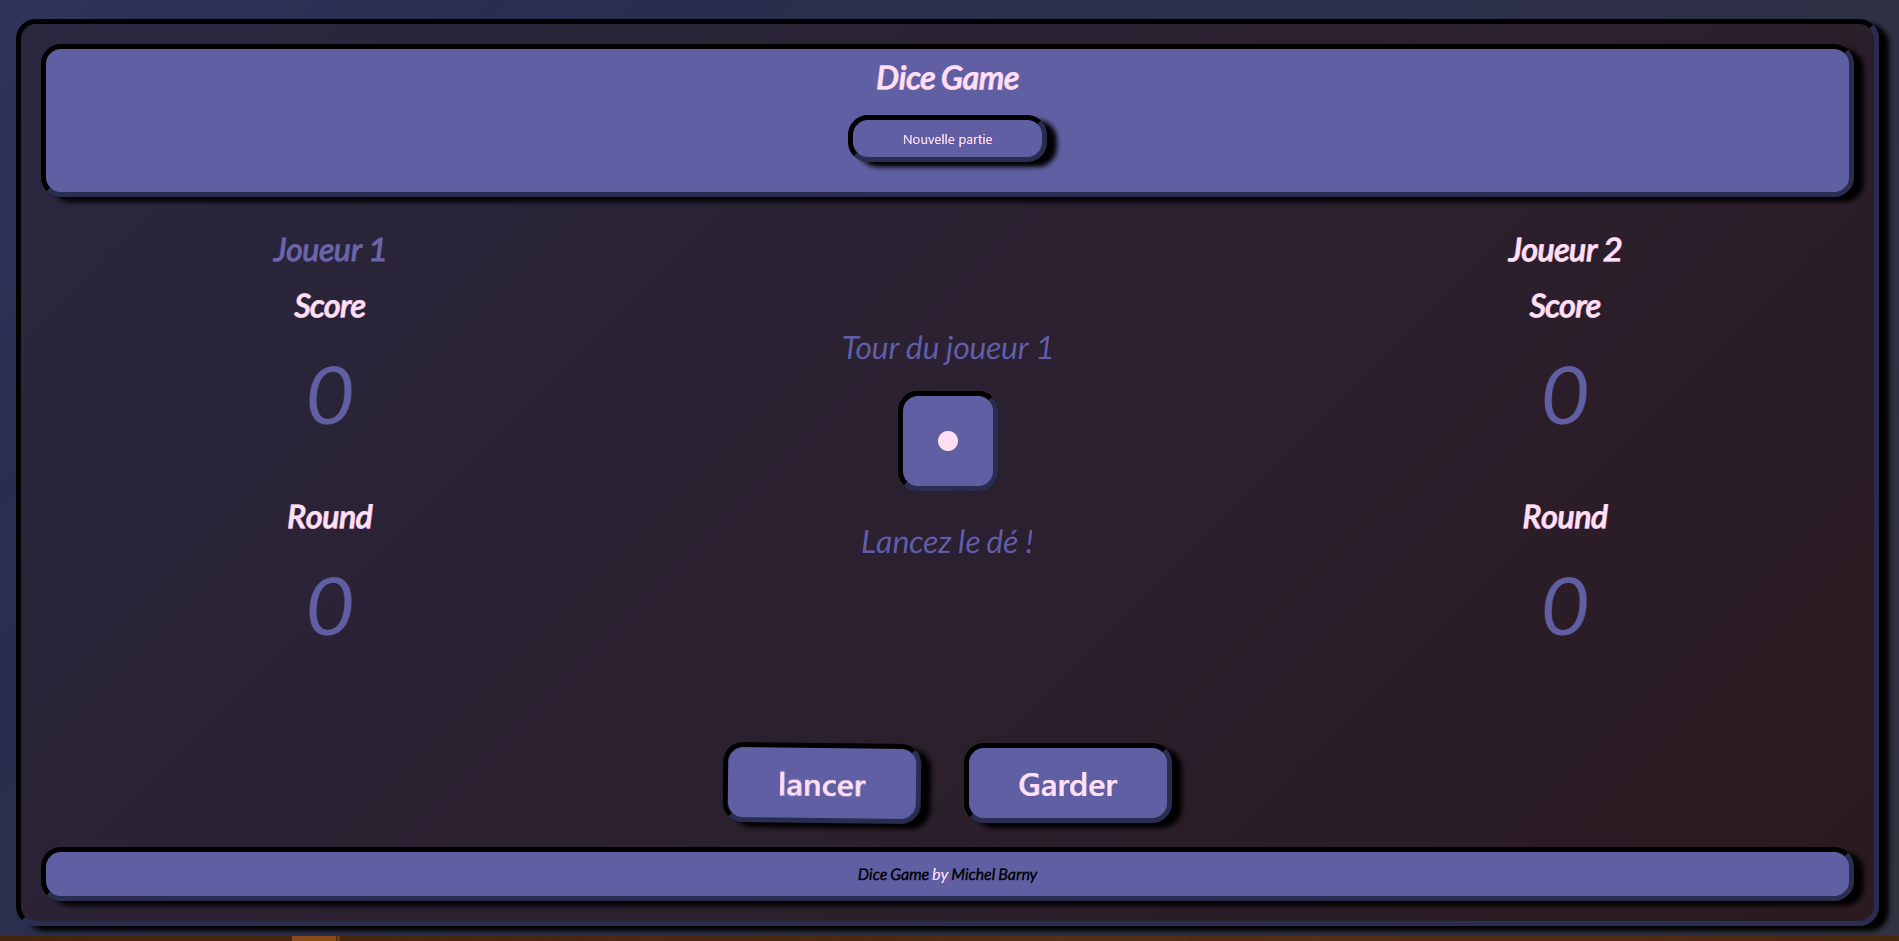 Dice Game
Nouvelle partie
Joueur 1
Score
0
Round
0
Tour du joueur 1
Lancez le dé !
Joueur 2
Score
0
Round
0
lancer
Garder
Dice Game by Michel Barny